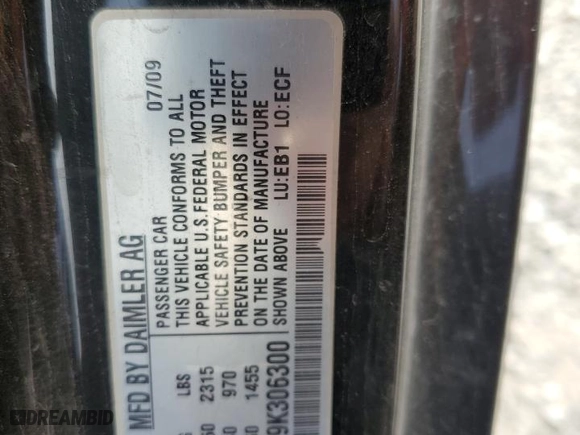 MFD BY DAIMLER AG
PASSENGER CAR 07/09
THIS VEHICLE CONFORMS TO ALL
APPLICABLE U.S. FEDERAL MOTOR
VEHICLE SAFETY, BUMPER AND THEFT
PREVENTION STANDARDS IN EFFECT
ON THE DATE OF MANUFACTURE
SHOWN ABOVE LU:EB1 LO:ECF
LBS
2315
970
1455
9K306300
DREAMBID